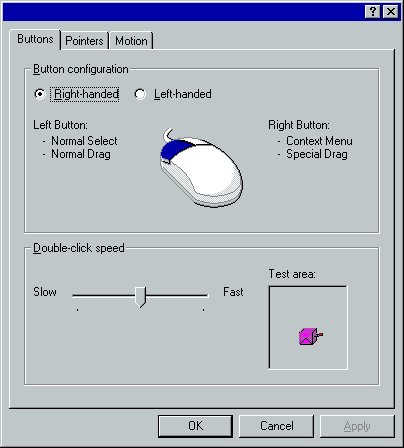 Buttons Pointers Motion
Button configuration
Right-handed Left-handed
Left Button: Right Button:
- Normal Select - Context Menu
- Normal Drag - Special Drag
Double-click speed
Test area:
Slow Fast
OK Cancel Apply